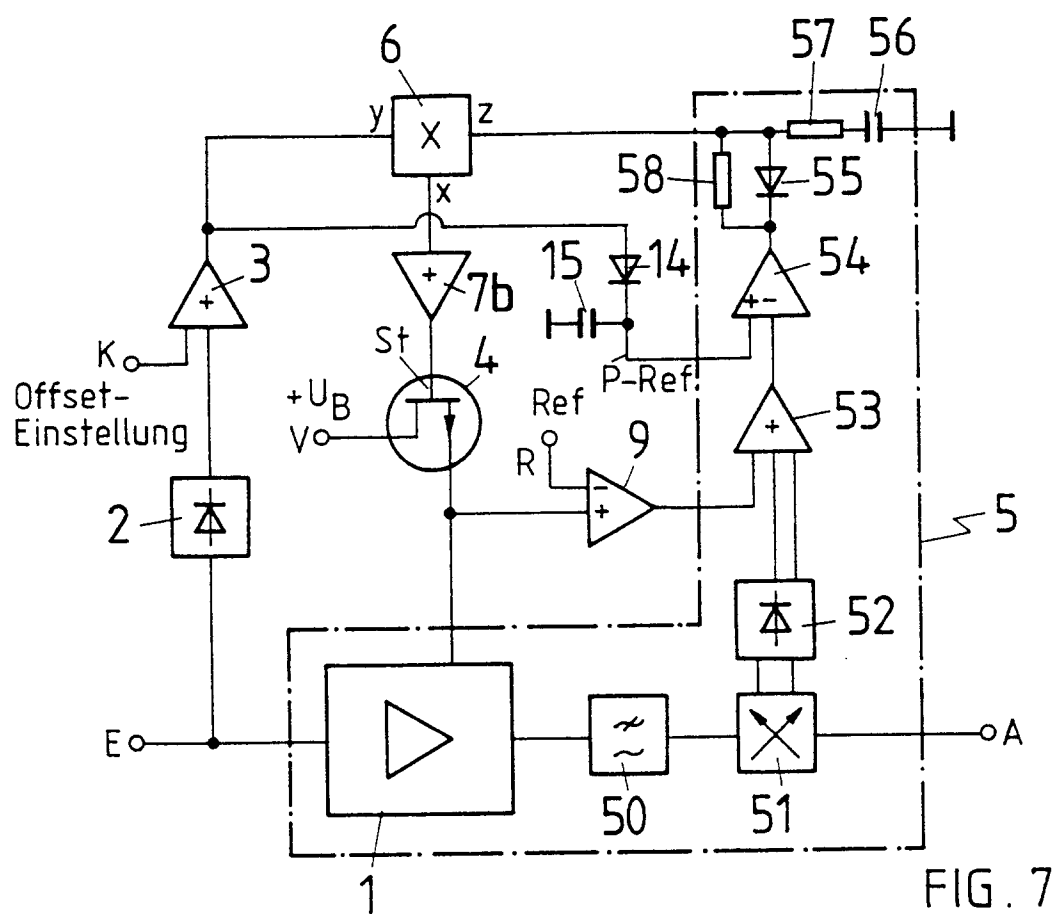 57 56
6
y X z
x
58 55
3
+
7b
+
15 14
54
+ -
K
Offset-
Einstellung
St
4
P-Ref.
+U_B
V
Ref
R
9
-
+
53
+
2
5
52
E
A
1
50
51
FIG. 7